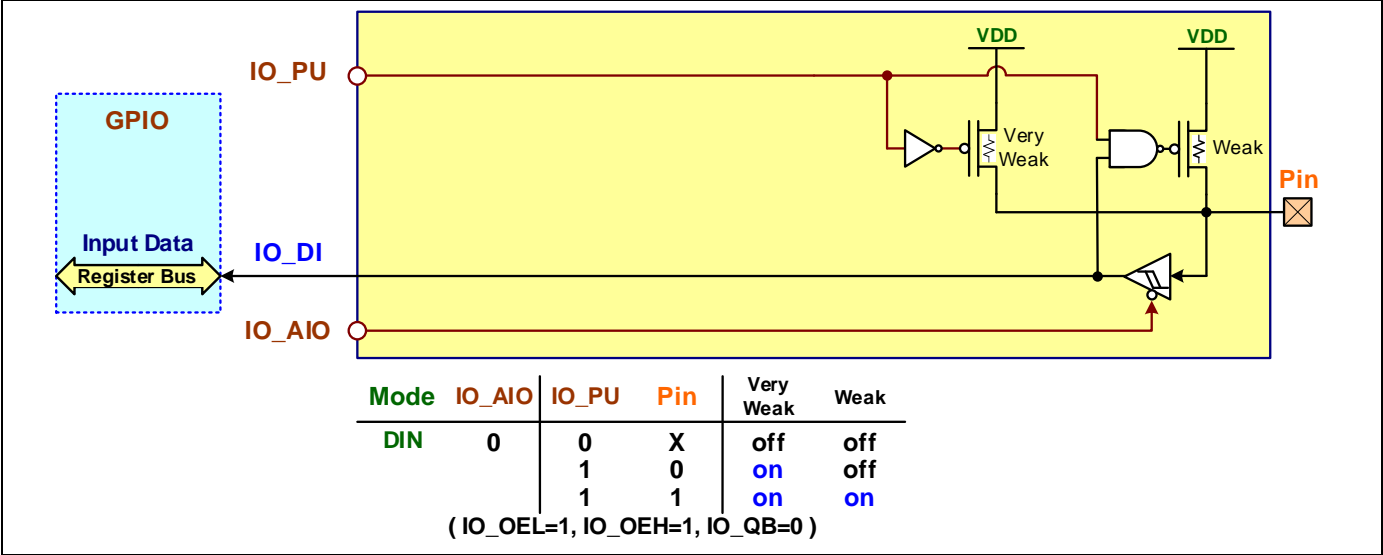 VDD VDD
IO_PU
GPIO
Very
Weak
Weak
Pin
Input Data
IO_DI
Register Bus
IO_AIO
Mode IO_AIO IO_PU Pin Very Weak Weak
DIN 0 0 X off off
1 0 on off
1 1 on on
( IO_OEL=1, IO_OEH=1, IO_QB=0 )